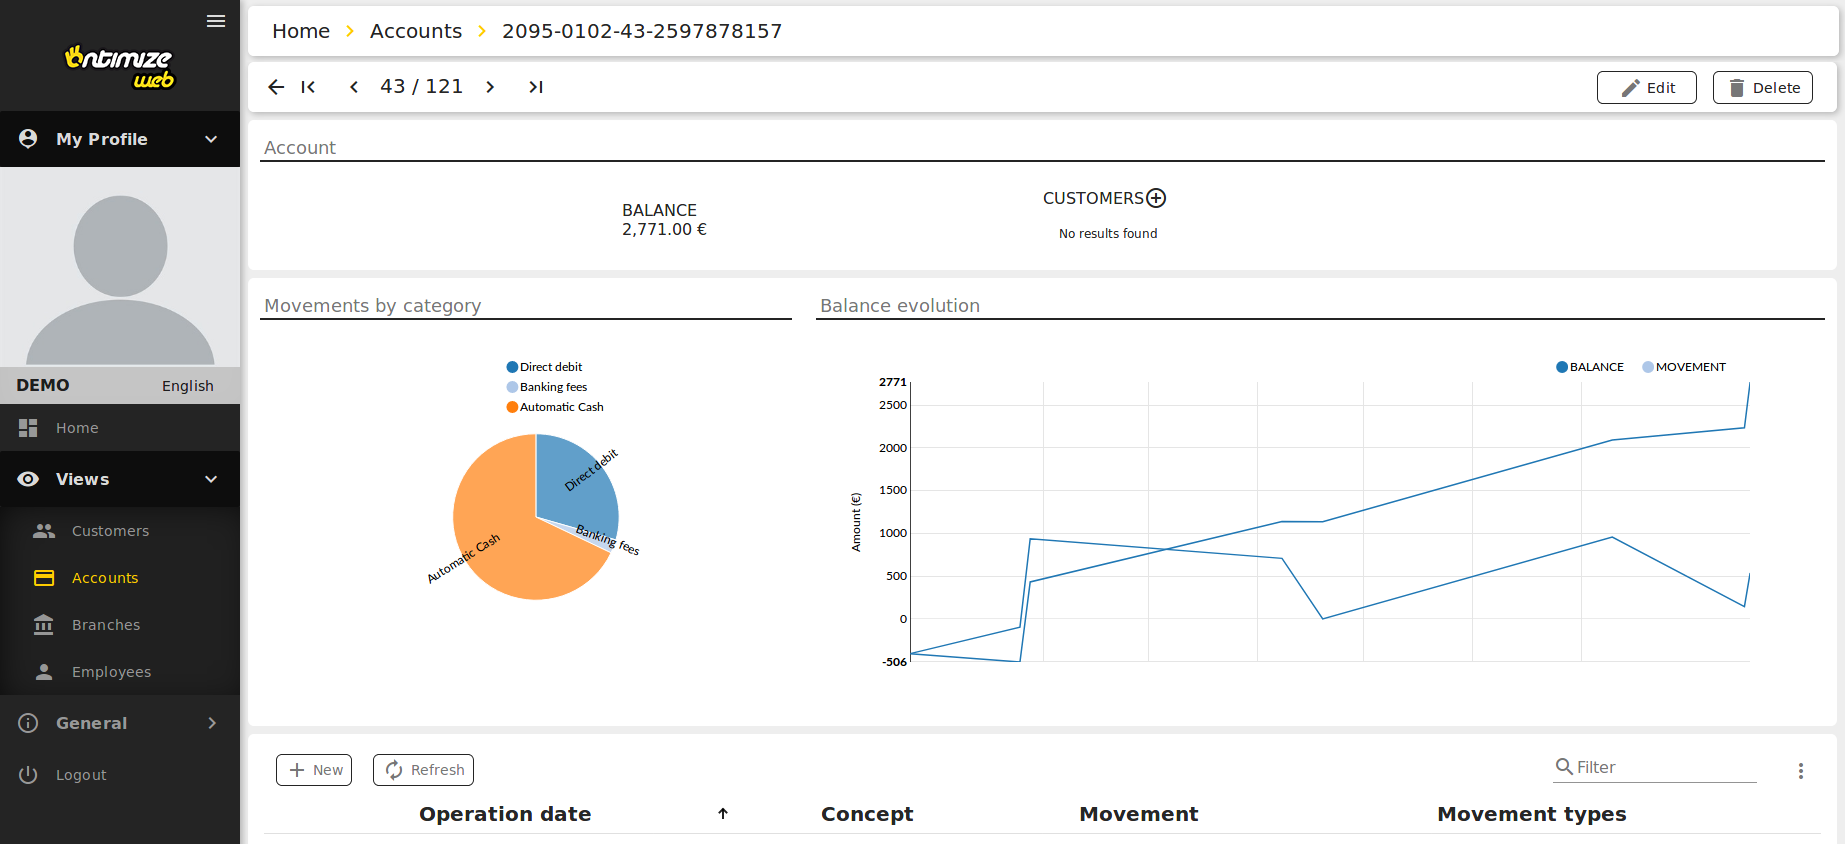 Ontimize
web
My Profile
DEMO English
Home
Views
Customers
Accounts
Branches
Employees
General
Logout
Home Accounts 2095-0102-43-2597878157
43 / 121
Edit Delete
Account
BALANCE
2,771.00 €
CUSTOMERS
No results found
Movements by category
Direct debit
Banking fees
Automatic Cash
Direct debit
Banking fees
Automatic Cash
Balance evolution
BALANCE MOVEMENT
2771
2500
2000
1500
1000
500
0
-506
Amount (€)
New Refresh Filter
Operation date Concept Movement Movement types